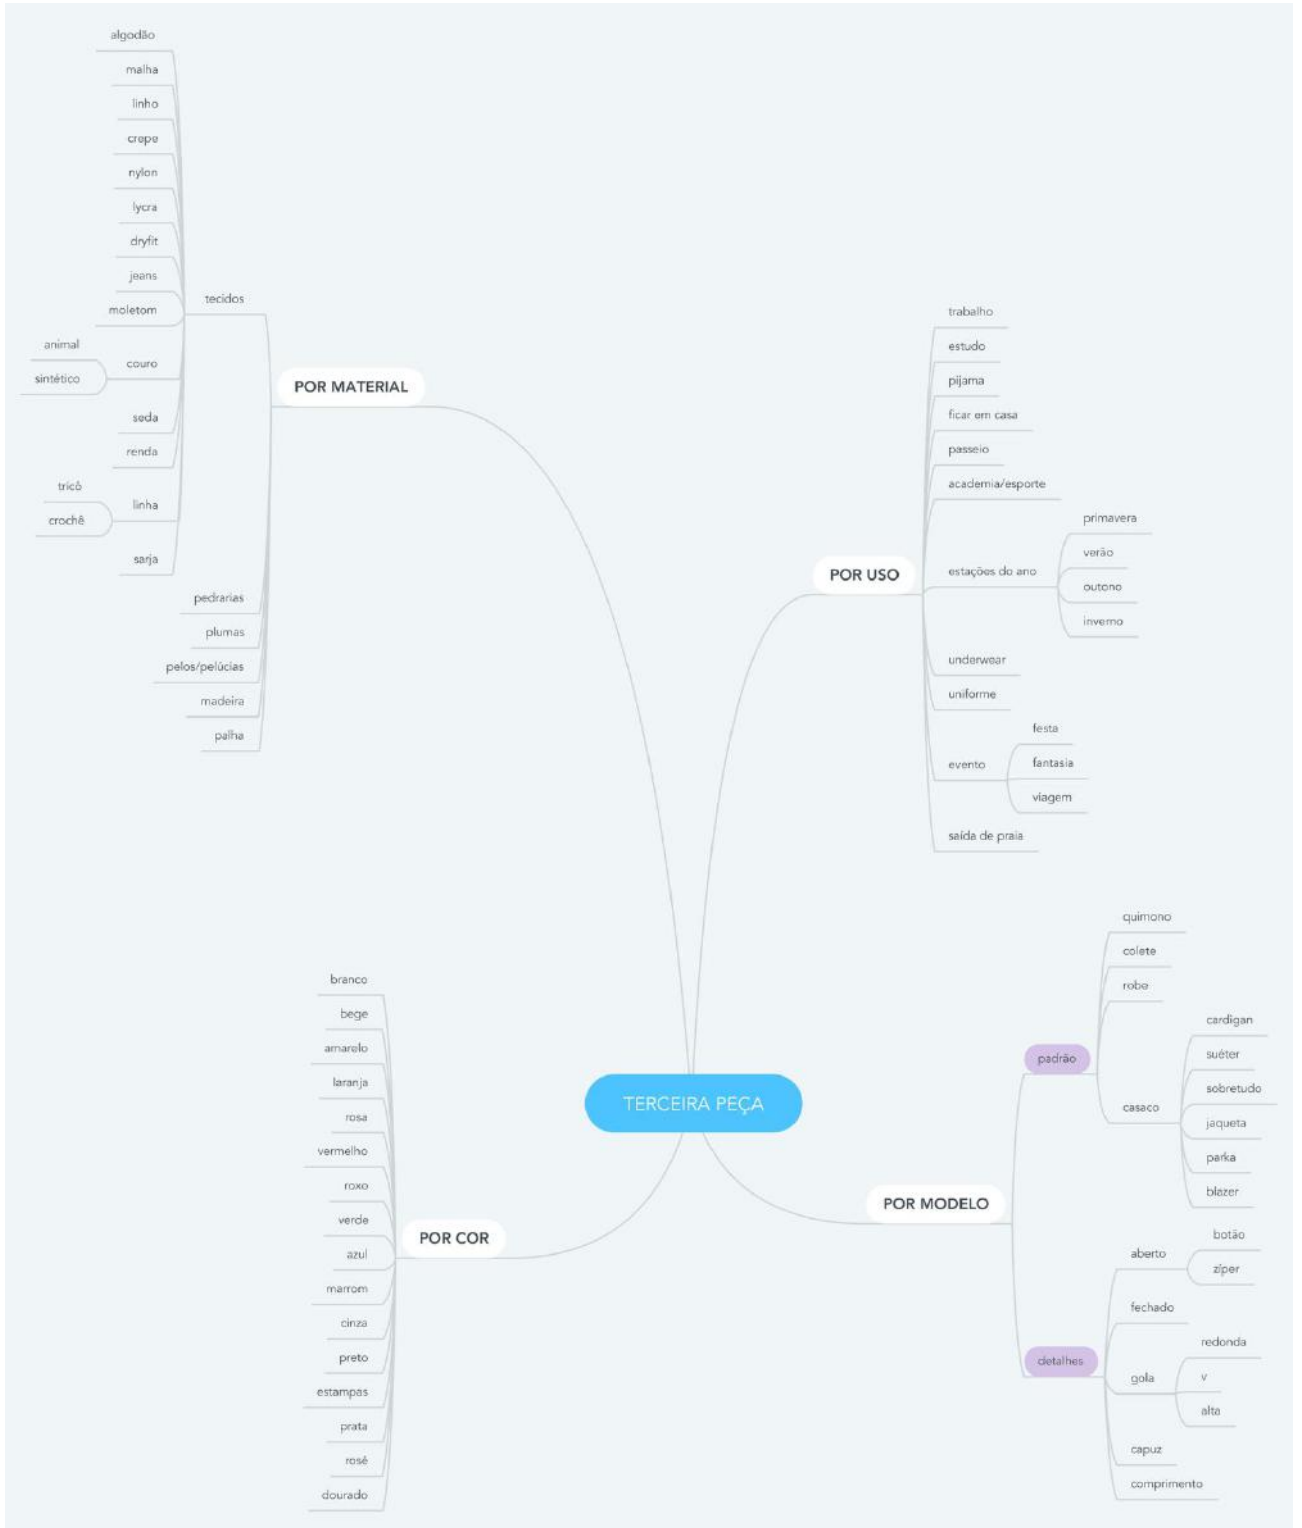 algodão
malha
linho
crepe
nylon
lycra
dryfit
jeans
moletom
tecidos
animal
sintético
couro
seda
renda
tricô
crochê
linha
sarja
POR MATERIAL
pedrarias
plumas
pelos/pelúcias
madeira
palha
trabalho
estudo
pijama
ficar em casa
passeio
academia/esporte
POR USO
estações do ano
primavera
verão
outono
inverno
underwear
uniforme
evento
festa
fantasia
viagem
saída de praia
TERCEIRA PEÇA
branco
bege
amarelo
laranja
rosa
vermelho
roxo
verde
azul
POR COR
marrom
cinza
preto
estampas
prata
rosé
dourado
POR MODELO
padrão
quimono
colete
robe
casaco
cardigan
suéter
sobretudo
jaqueta
parka
blazer
detalhes
aberto
botão
zíper
fechado
gola
redonda
v
alta
capuz
comprimento